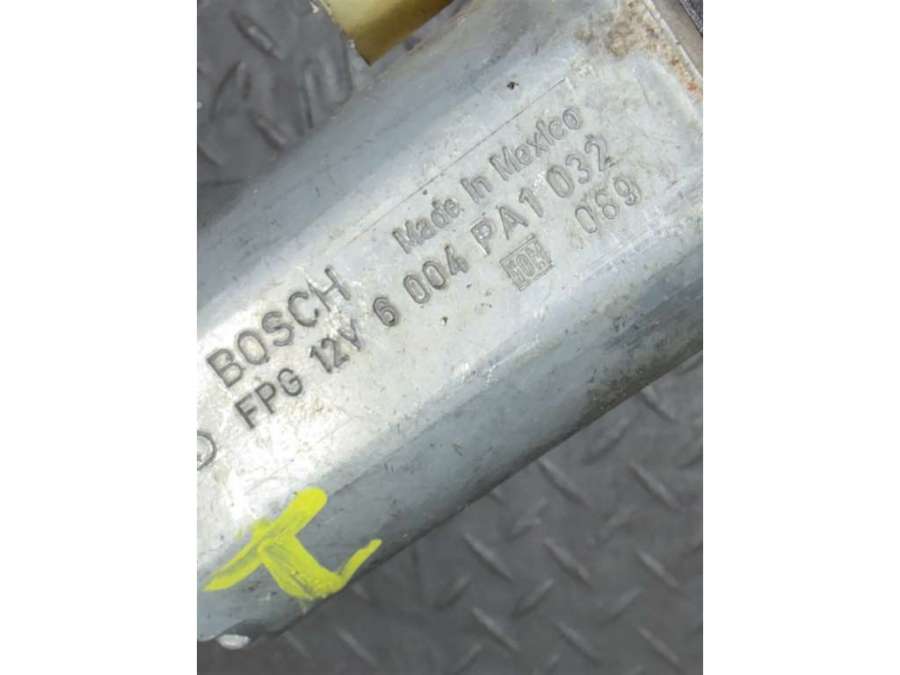 Made in Mexico
BOSCH
FPG 12V 6 004 PA1 032
089